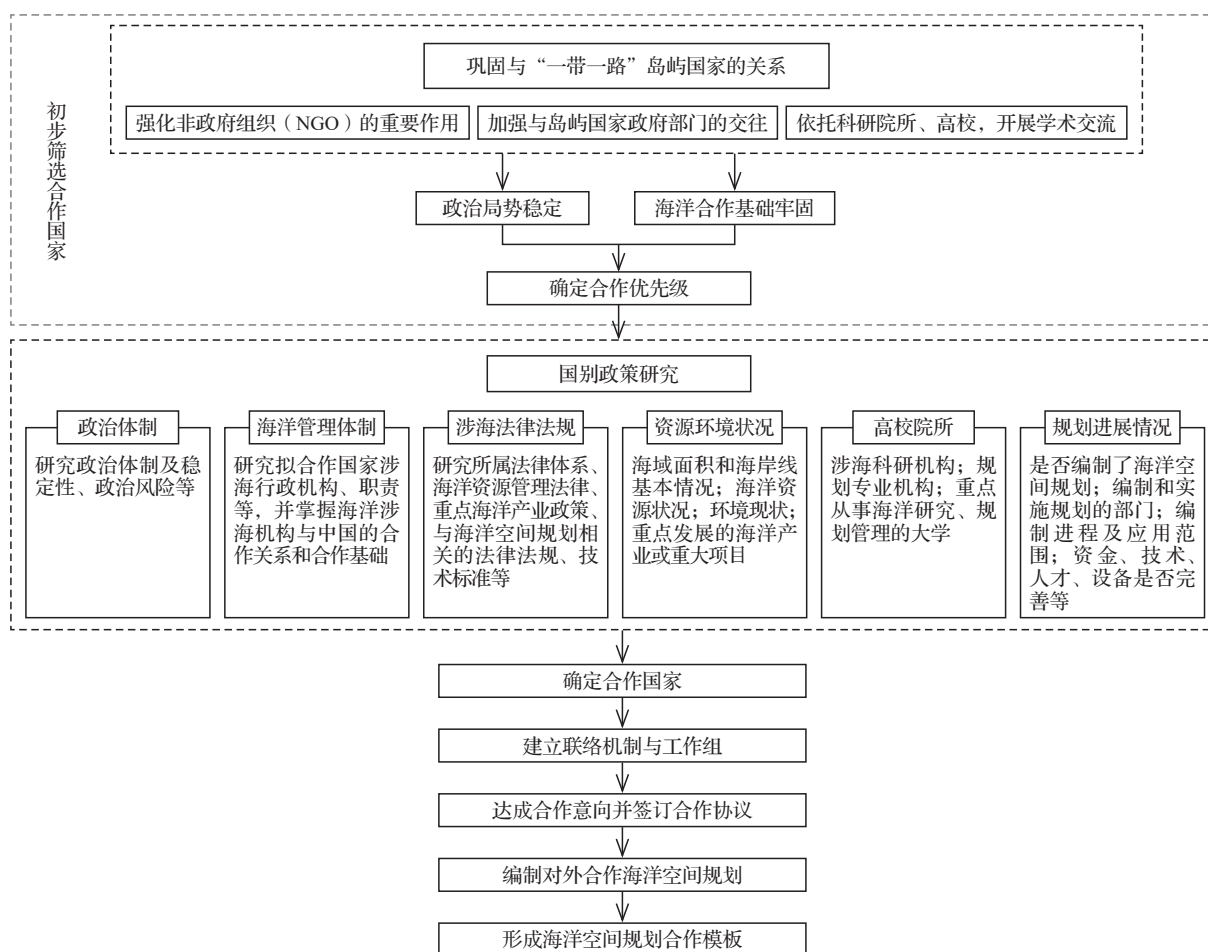 初步筛选合作国家
巩固与“一带一路”岛屿国家的关系
强化非政府组织（NGO）的重要作用
加强与岛屿国家政府部门的交往
依托科研院所、高校，开展学术交流
政治局势稳定
海洋合作基础牢固
确定合作优先级
国别政策研究
政治体制
研究政治体制及稳
定性、政治风险等
海洋管理体制
研究拟合作国家涉
海行政机构、职责
等，并掌握海洋涉
海机构与中国的合
作关系和合作基础
涉海法律法规
研究所属法律体系、
海洋资源管理法律、
重点海洋产业政策、
与海洋空间规划相
关的法律法规、技
术标准等
资源环境状况
海域面积和海岸线
基本情况；海洋资
源状况；环境现状；
重点发展的海洋产
业或重大项目
高校院所
涉海科研机构；规
划专业机构；重点
从事海洋研究、规
划管理的大学
规划进展情况
是否编制了海洋空
间规划；编制和实
施规划的部门；编
制进程及应用范
围；资金、技术、
人才、设备是否完
善等
确定合作国家
建立联络机制与工作组
达成合作意向并签订合作协议
编制对外合作海洋空间规划
形成海洋空间规划合作模板